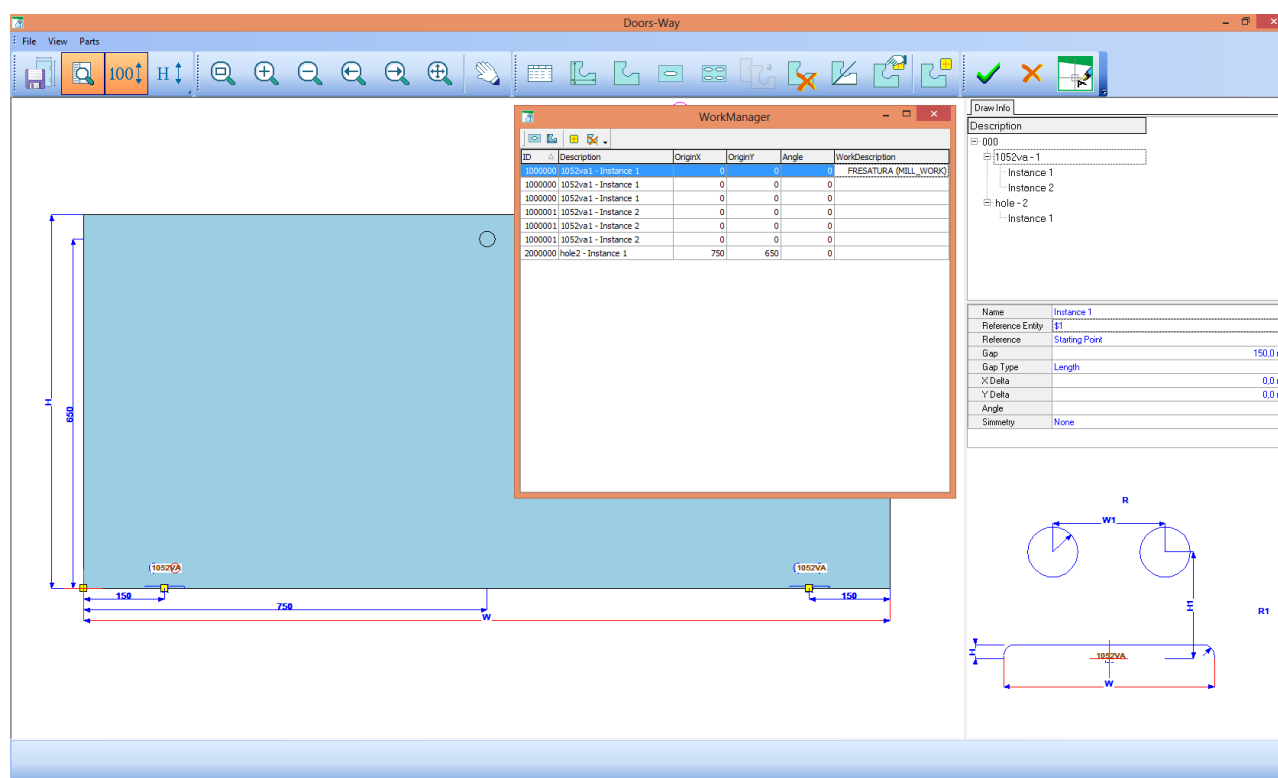 Doors-Way
File View Parts
100 H
WorkManager
ID Description OriginX OriginY Angle WorkDescription
1000000 1052va1 - Instance 1 0 0 0 FRESATURA (MILL_WORK)
1000000 1052va1 - Instance 1 0 0 0
1000000 1052va1 - Instance 1 0 0 0
1000001 1052va1 - Instance 2 0 0 0
1000001 1052va1 - Instance 2 0 0 0
1000001 1052va1 - Instance 2 0 0 0
2000000 hole2 - Instance 1 750 650 0
H
650
1052VA
1052VA
150
750
150
W
Draw Info
Description
000
1052va - 1
Instance 1
Instance 2
hole - 2
Instance 1
Name Instance 1
Reference Entity $1
Reference Starting Point
Gap 150,0
Gap Type Length
X Delta 0,0
Y Delta 0,0
Angle
Simmetry None
R
W1
H1
R1
H
1052VA
W